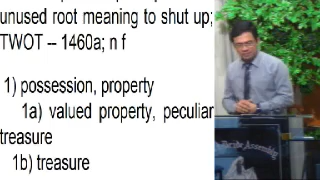 unused root meaning to shut up;
TWOT -- 1460a; n f
1) possession, property
1a) valued property, peculiar
treasure
1b) treasure